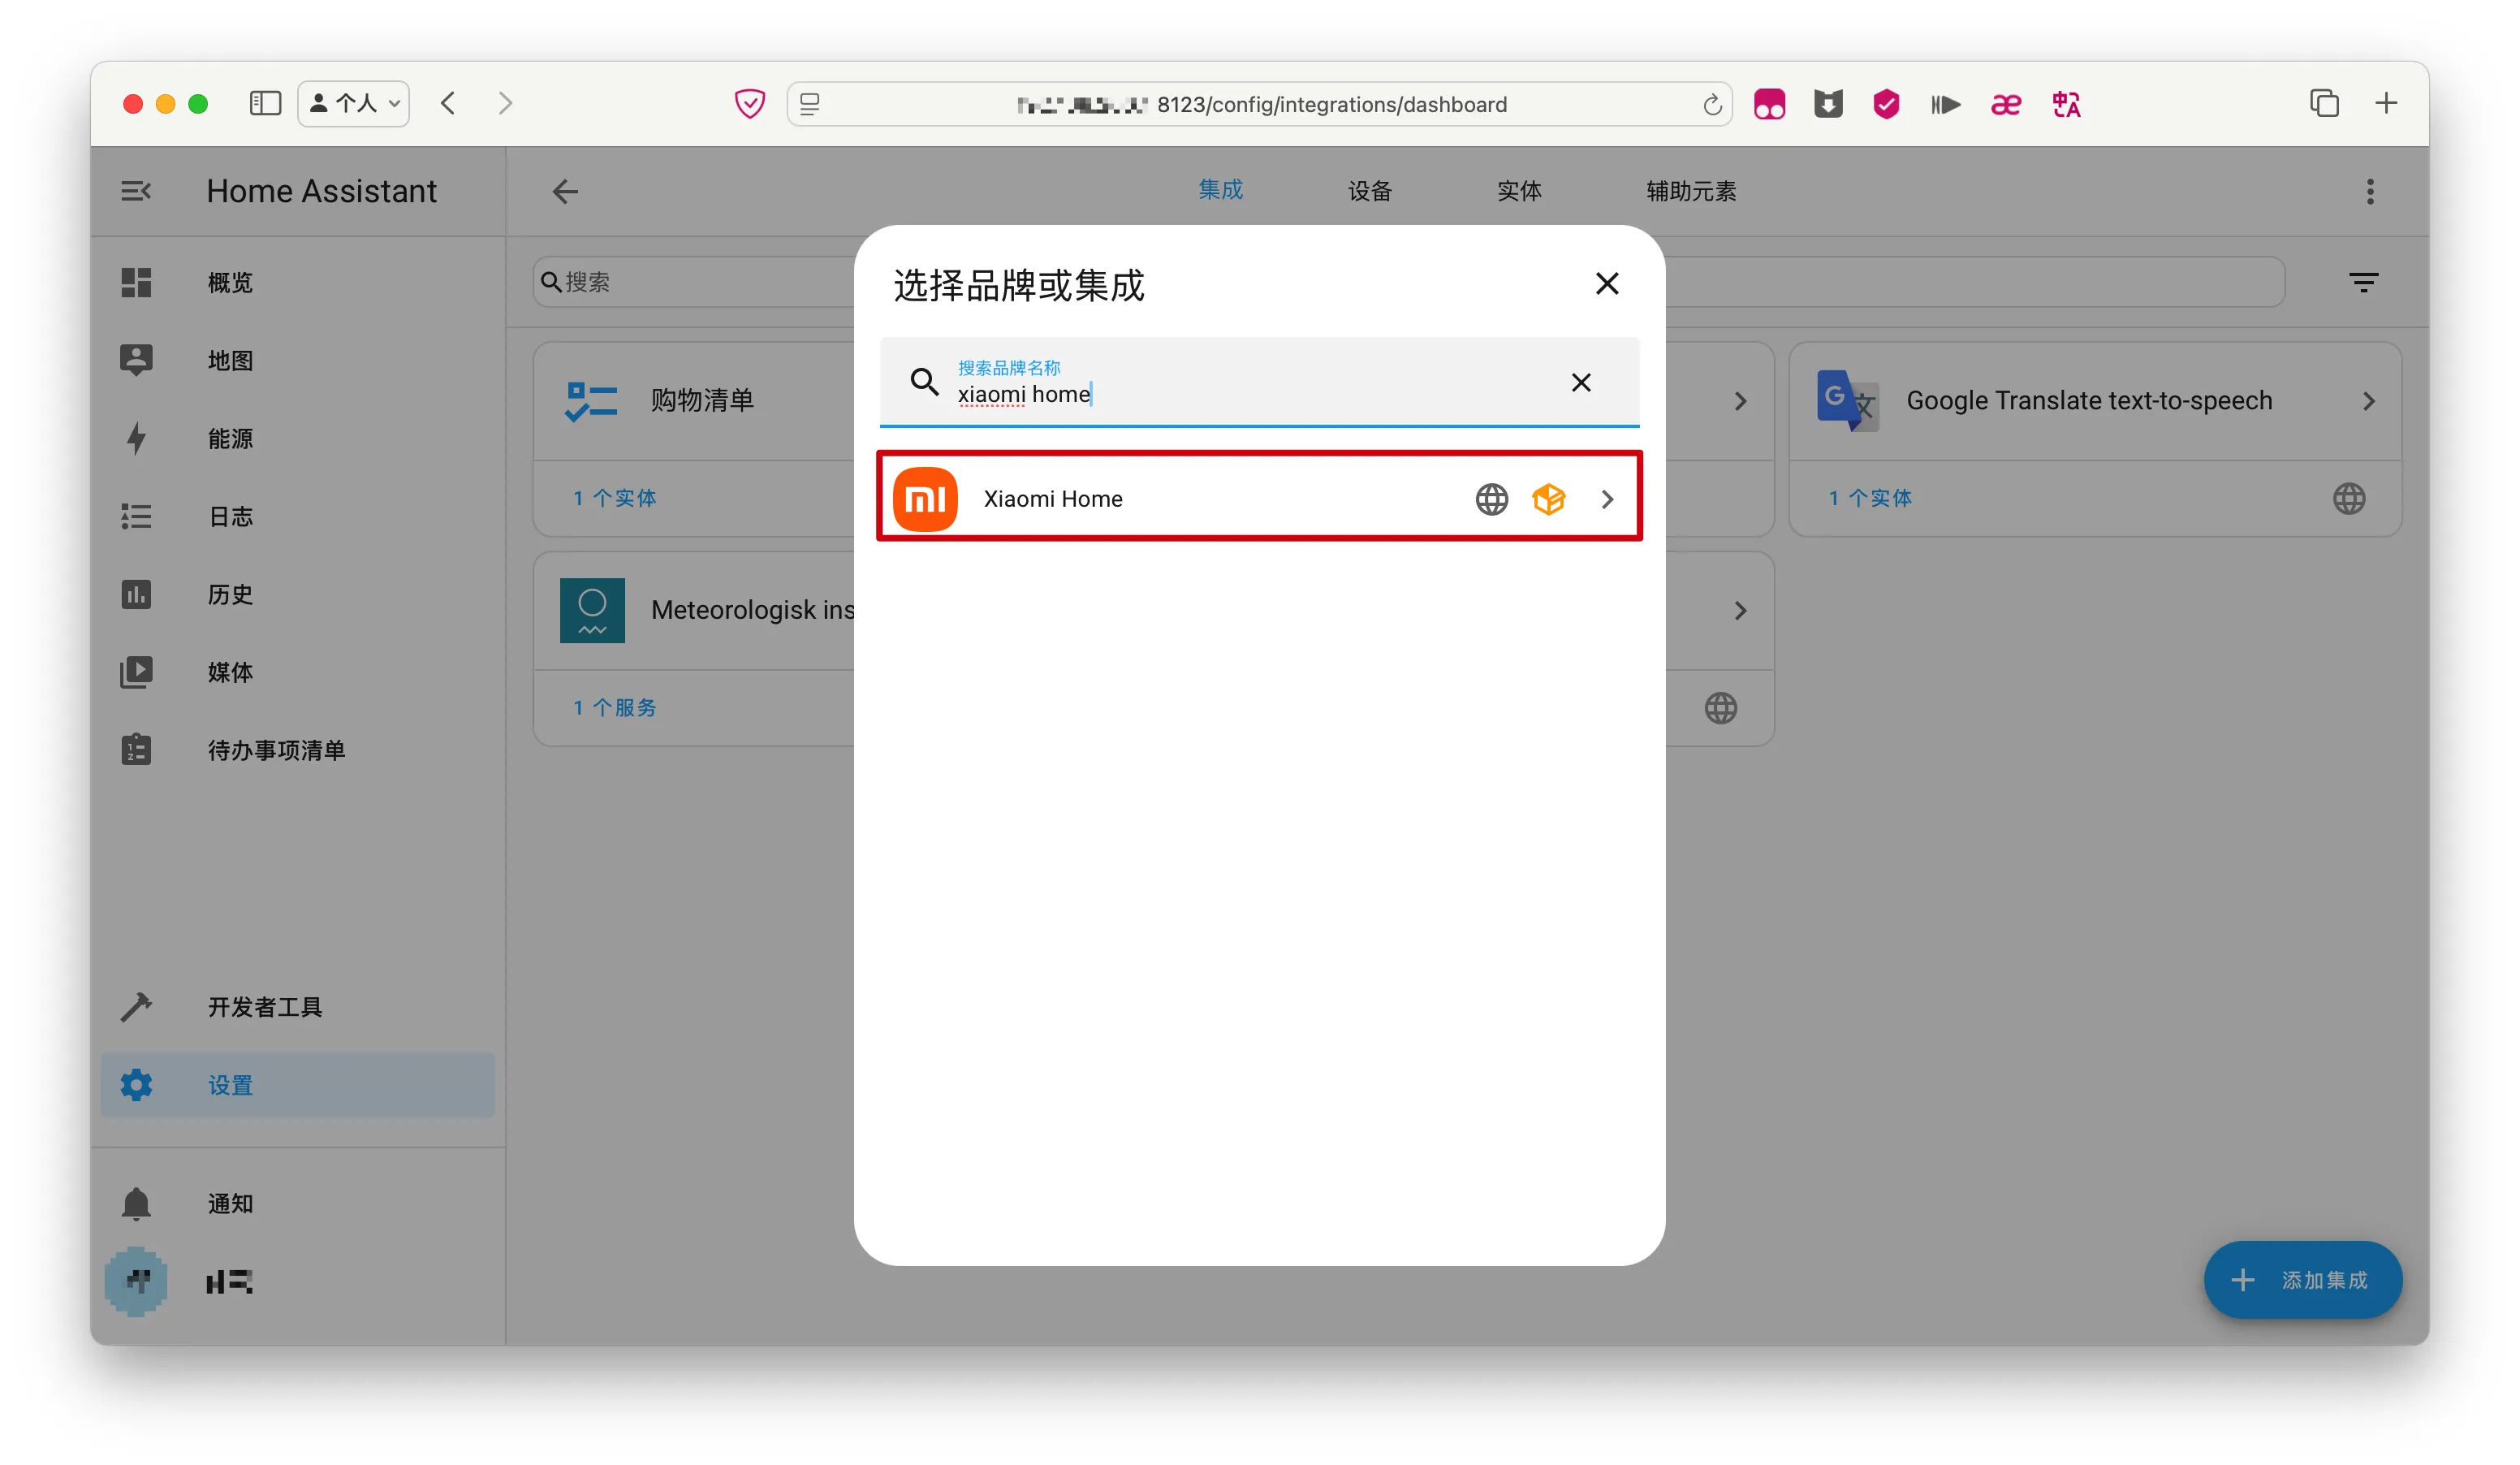 个人
8123/config/integrations/dashboard
Home Assistant
集成
设备
实体
辅助元素
概览
地图
能源
日志
历史
媒体
待办事项清单
开发者工具
设置
通知
搜索
购物清单
1 个实体
Meteorologisk ins
1 个服务
Google Translate text-to-speech
1 个实体
选择品牌或集成
搜索品牌名称
xiaomi home
Xiaomi Home
添加集成